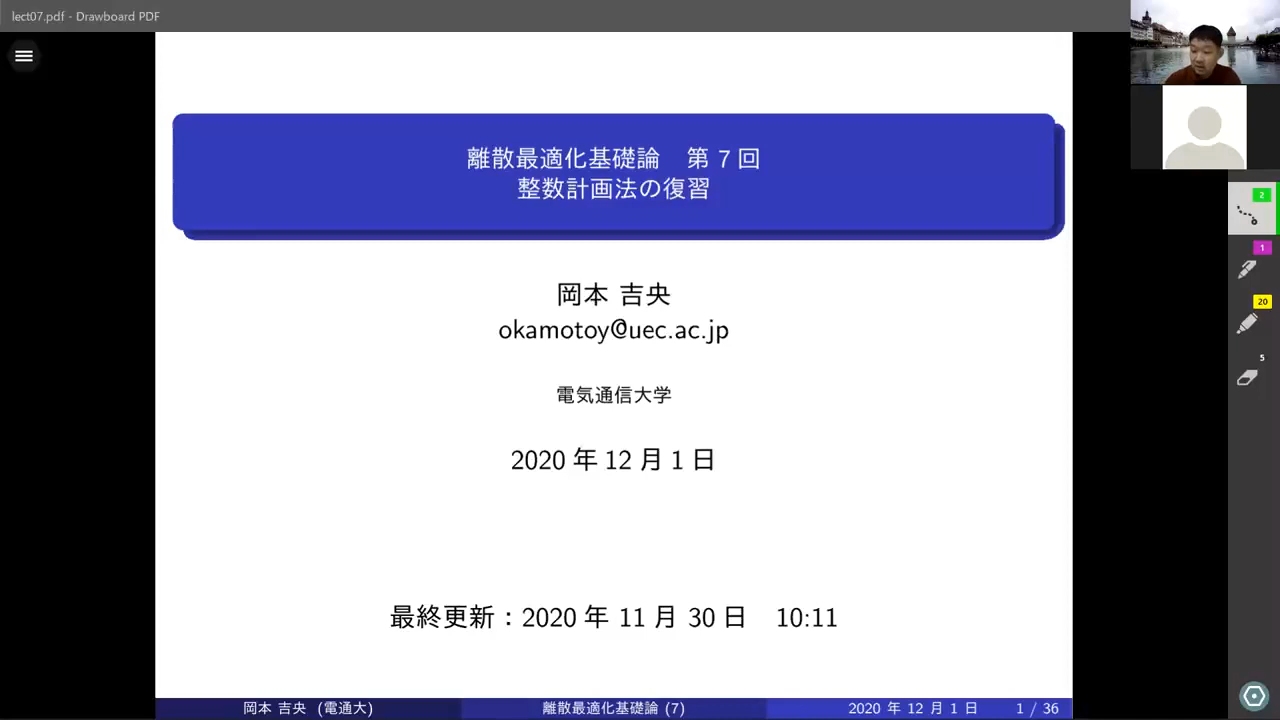 lect07.pdf - Drawboard PDF
離散最適化基礎論　第 7 回
整数計画法の復習
岡本 吉央
okamotoy@uec.ac.jp
電気通信大学
2020 年 12 月 1 日
最終更新：2020 年 11 月 30 日　10:11
岡本 吉央 (電通大)
離散最適化基礎論 (7)
2020 年 12 月 1 日
1 / 36
2
1
20
5